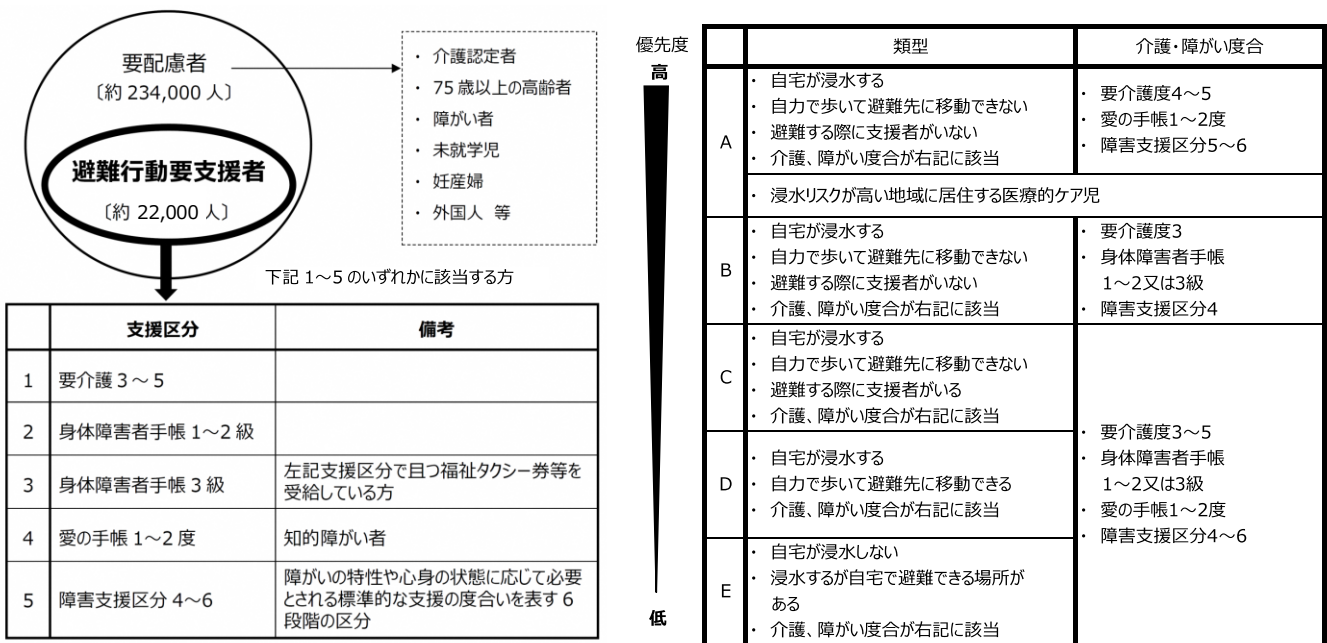 要配慮者
〔約 234,000 人〕
避難行動要支援者
〔約 22,000 人〕
・ 介護認定者
・ 75 歳以上の高齢者
・ 障がい者
・ 未就学児
・ 妊産婦
・ 外国人 等
下記 1～5 のいずれかに該当する方
支援区分 備考
1 要介護 3 ～ 5
2 身体障害者手帳 1～2 級
3 身体障害者手帳 3 級 左記支援区分で且つ福祉タクシー券等を
受給している方
4 愛の手帳 1～2 度 知的障がい者
5 障害支援区分 4～6 障がいの特性や心身の状態に応じて必要
とされる標準的な支援の度合いを表す 6
段階の区分
優先度
高
低
類型 介護・障がい度合
A
・ 自宅が浸水する
・ 自力で歩いて避難先に移動できない
・ 避難する際に支援者がいない
・ 介護、障がい度合が右記に該当
・ 要介護度4～5
・ 愛の手帳1～2度
・ 障害支援区分5～6
・ 浸水リスクが高い地域に居住する医療的ケア児
B
・ 自宅が浸水する
・ 自力で歩いて避難先に移動できない
・ 避難する際に支援者がいない
・ 介護、障がい度合が右記に該当
・ 要介護度3
・ 身体障害者手帳
1～2又は3級
・ 障害支援区分4
C
・ 自宅が浸水する
・ 自力で歩いて避難先に移動できない
・ 避難する際に支援者がいる
・ 介護、障がい度合が右記に該当
D
・ 自宅が浸水する
・ 自力で歩いて避難先に移動できる
・ 介護、障がい度合が右記に該当
E
・ 自宅が浸水しない
・ 浸水するが自宅で避難できる場所が
ある
・ 介護、障がい度合が右記に該当
・ 要介護度3～5
・ 身体障害者手帳
1～2又は3級
・ 愛の手帳1～2度
・ 障害支援区分4～6